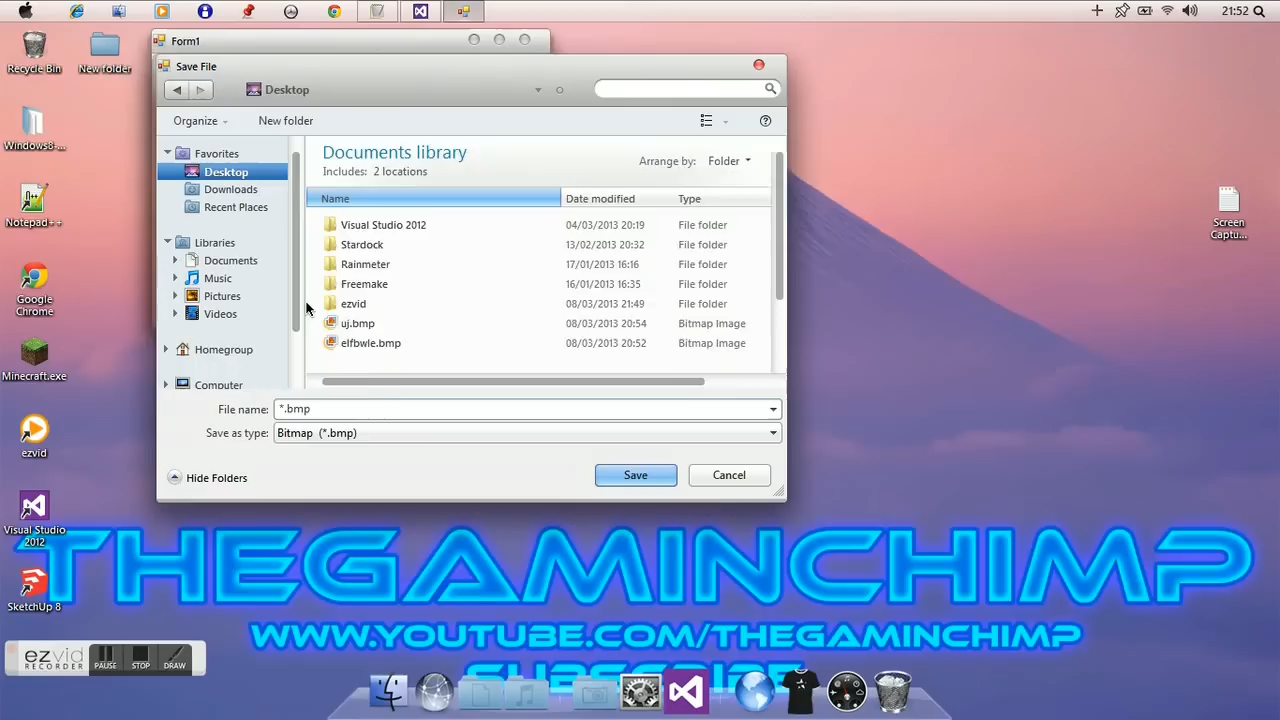 21:52
Form1
Save File
Desktop
Organize
New folder
Favorites
Desktop
Downloads
Recent Places
Libraries
Documents
Music
Pictures
Videos
Homegroup
Computer
Documents library
Includes: 2 locations
Arrange by: Folder
Name Date modified Type
Visual Studio 2012 04/03/2013 20:19 File folder
Stardock 13/02/2013 20:32 File folder
Rainmeter 17/01/2013 16:16 File folder
Freemake 16/01/2013 16:35 File folder
ezvid 08/03/2013 21:49 File folder
uj.bmp 08/03/2013 20:54 Bitmap Image
elfbwle.bmp 08/03/2013 20:52 Bitmap Image
File name: *.bmp
Save as type: Bitmap (*.bmp)
Hide Folders
Save
Cancel
Recycle Bin
New folder
Windows8-...
Notepad++
Google
Chrome
Minecraft.exe
ezvid
Visual Studio
2012
SketchUp 8
Screen
Captu...
THEGAMINCHIMP
WWW.YOUTUBE.COM/THEGAMINCHIMP
SUBSCRIBE
ezvid
RECORDER
PAUSE
STOP
DRAW